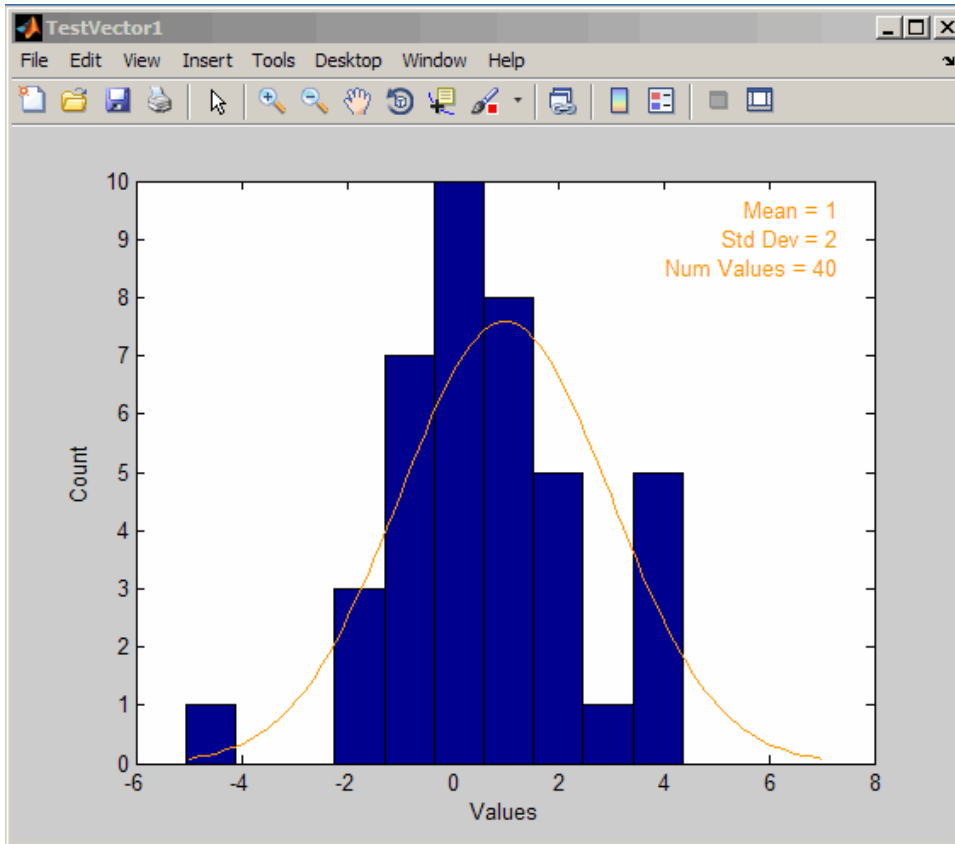 TestVector1
File Edit View Insert Tools Desktop Window Help
10
9
8
7
6
5
4
3
2
1
0
Count
Mean = 1
Std Dev = 2
Num Values = 40
-6 -4 -2 0 2 4 6 8
Values